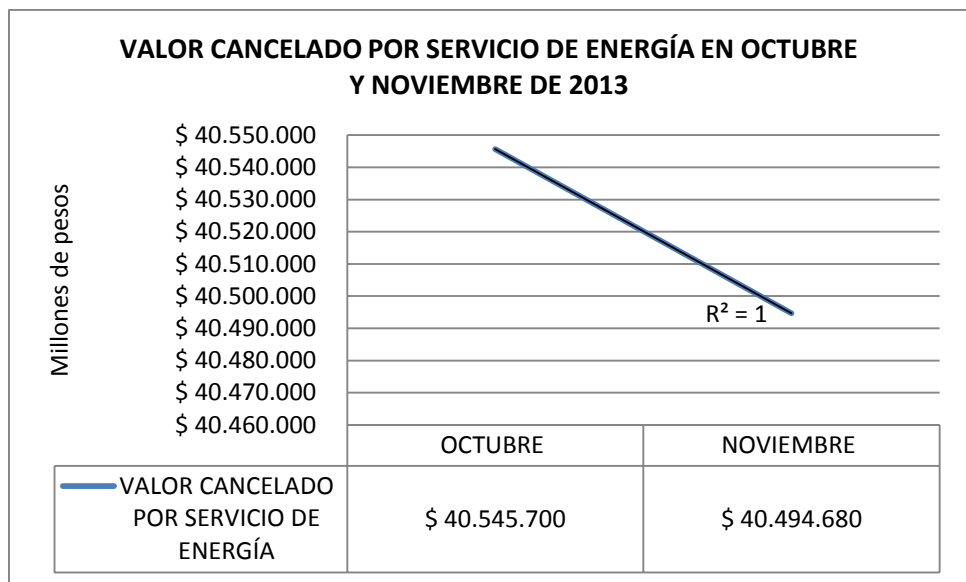 VALOR CANCELADO POR SERVICIO DE ENERGÍA EN OCTUBRE
Y NOVIEMBRE DE 2013
Millones de pesos
$ 40.550.000
$ 40.540.000
$ 40.530.000
$ 40.520.000
$ 40.510.000
$ 40.500.000
$ 40.490.000
$ 40.480.000
$ 40.470.000
$ 40.460.000
R² = 1
OCTUBRE
NOVIEMBRE
VALOR CANCELADO
POR SERVICIO DE
ENERGÍA
$ 40.545.700
$ 40.494.680